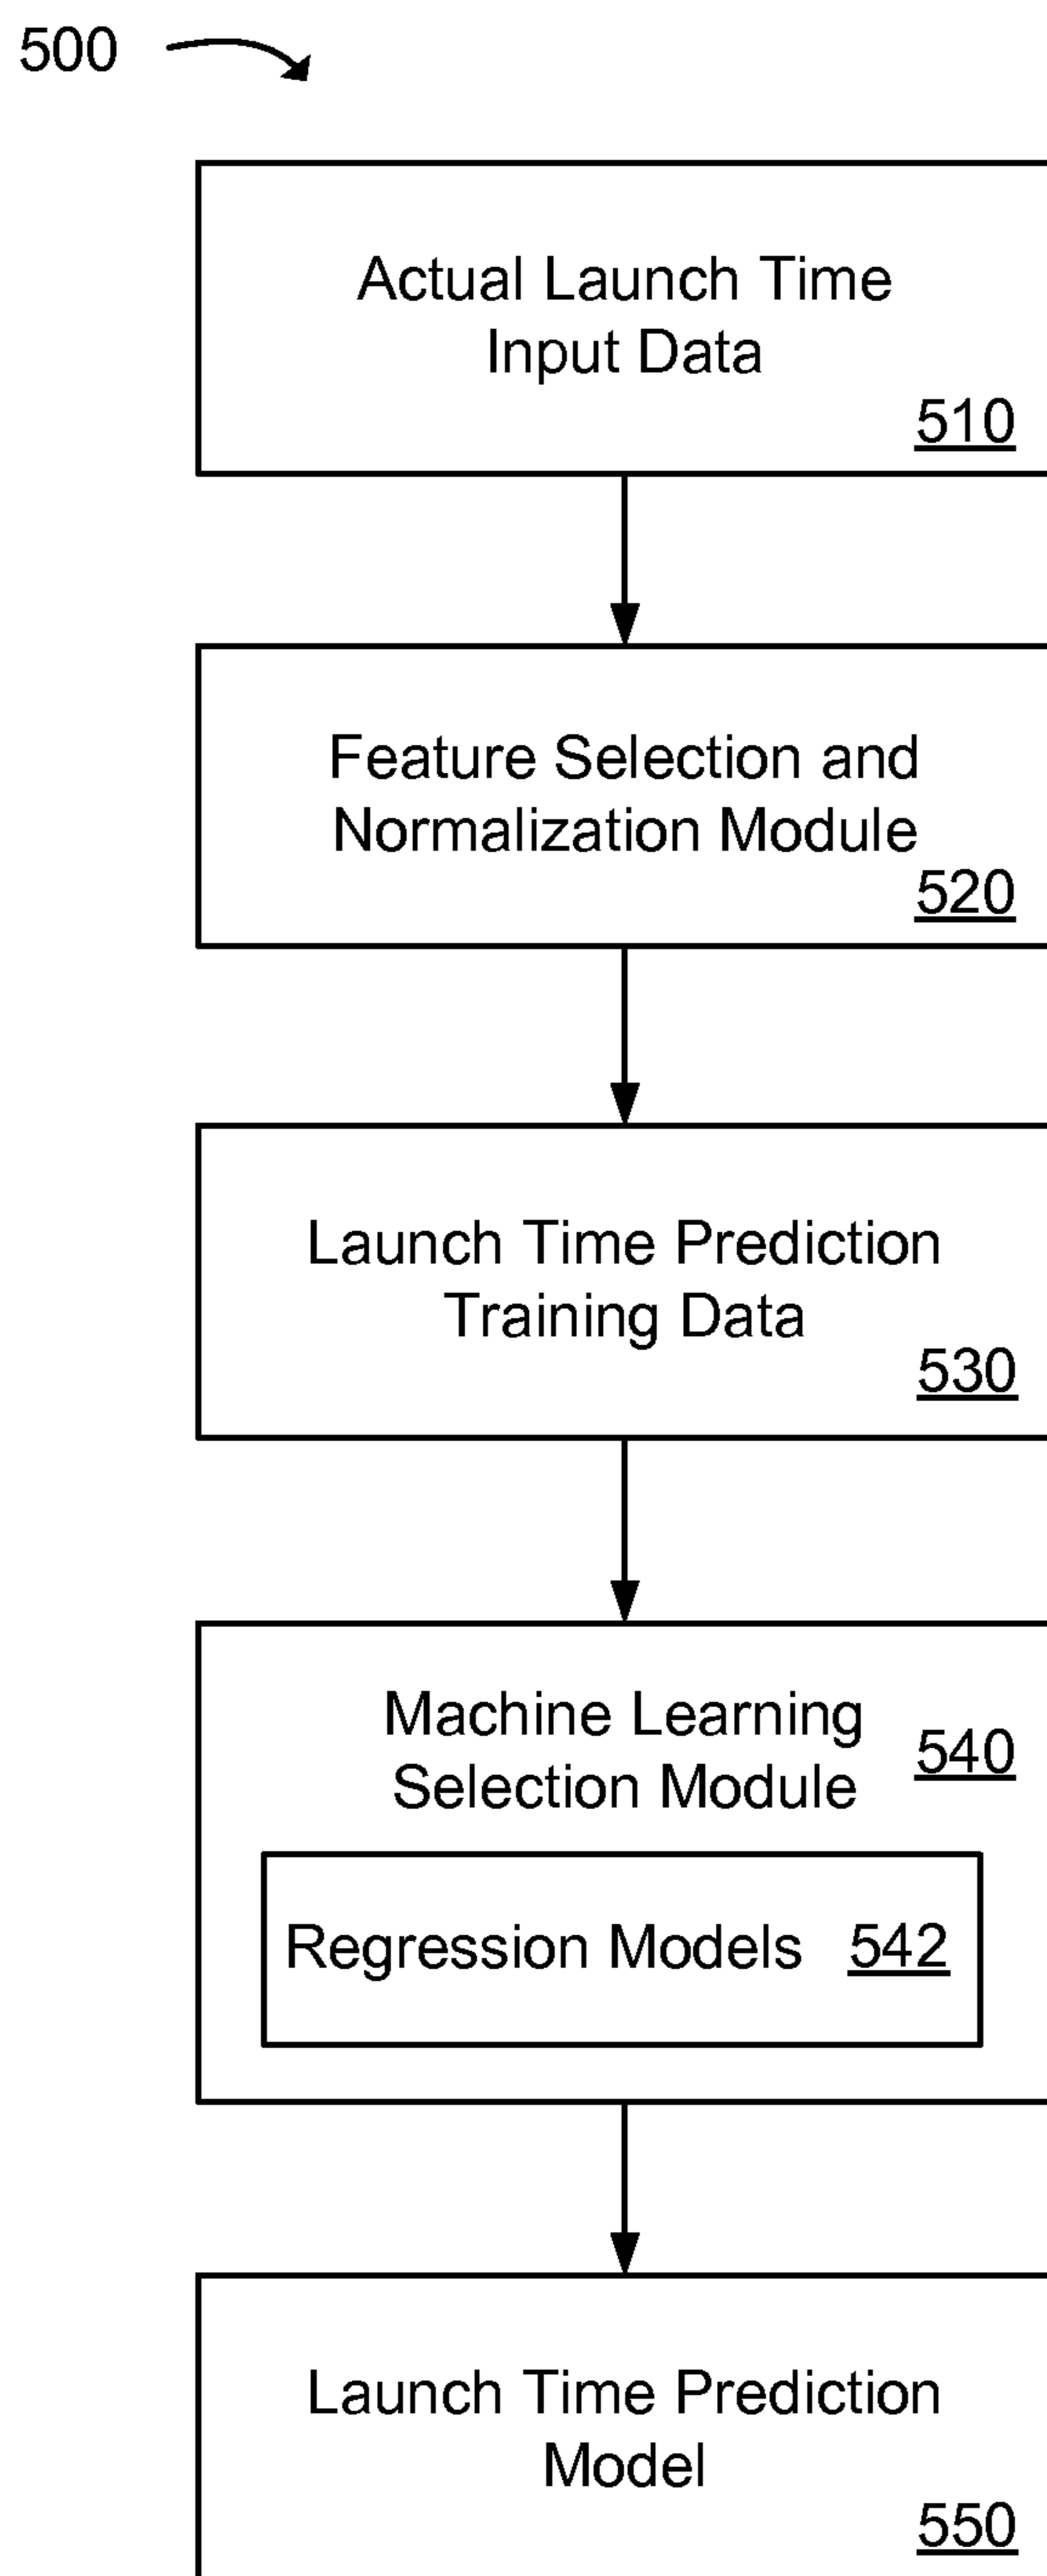 500
Actual Launch Time
Input Data
510
Feature Selection and
Normalization Module
520
Launch Time Prediction
Training Data
530
Machine Learning
Selection Module
540
Regression Models 542
Launch Time Prediction
Model
550